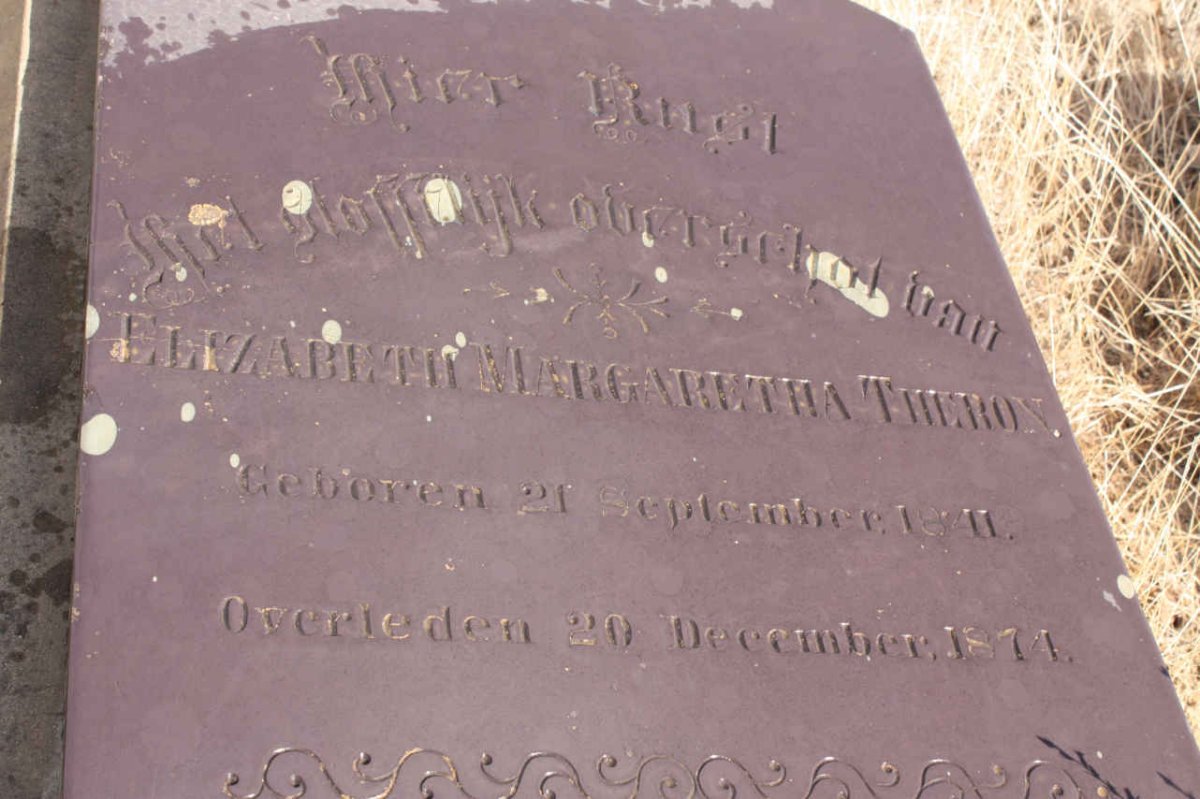 Hier Rust
Het stoffelijk overschot van
ELIZABETH MARGARETHA THERON.
Geboren 21 September, 1841.
Overleden 20 December, 1874.